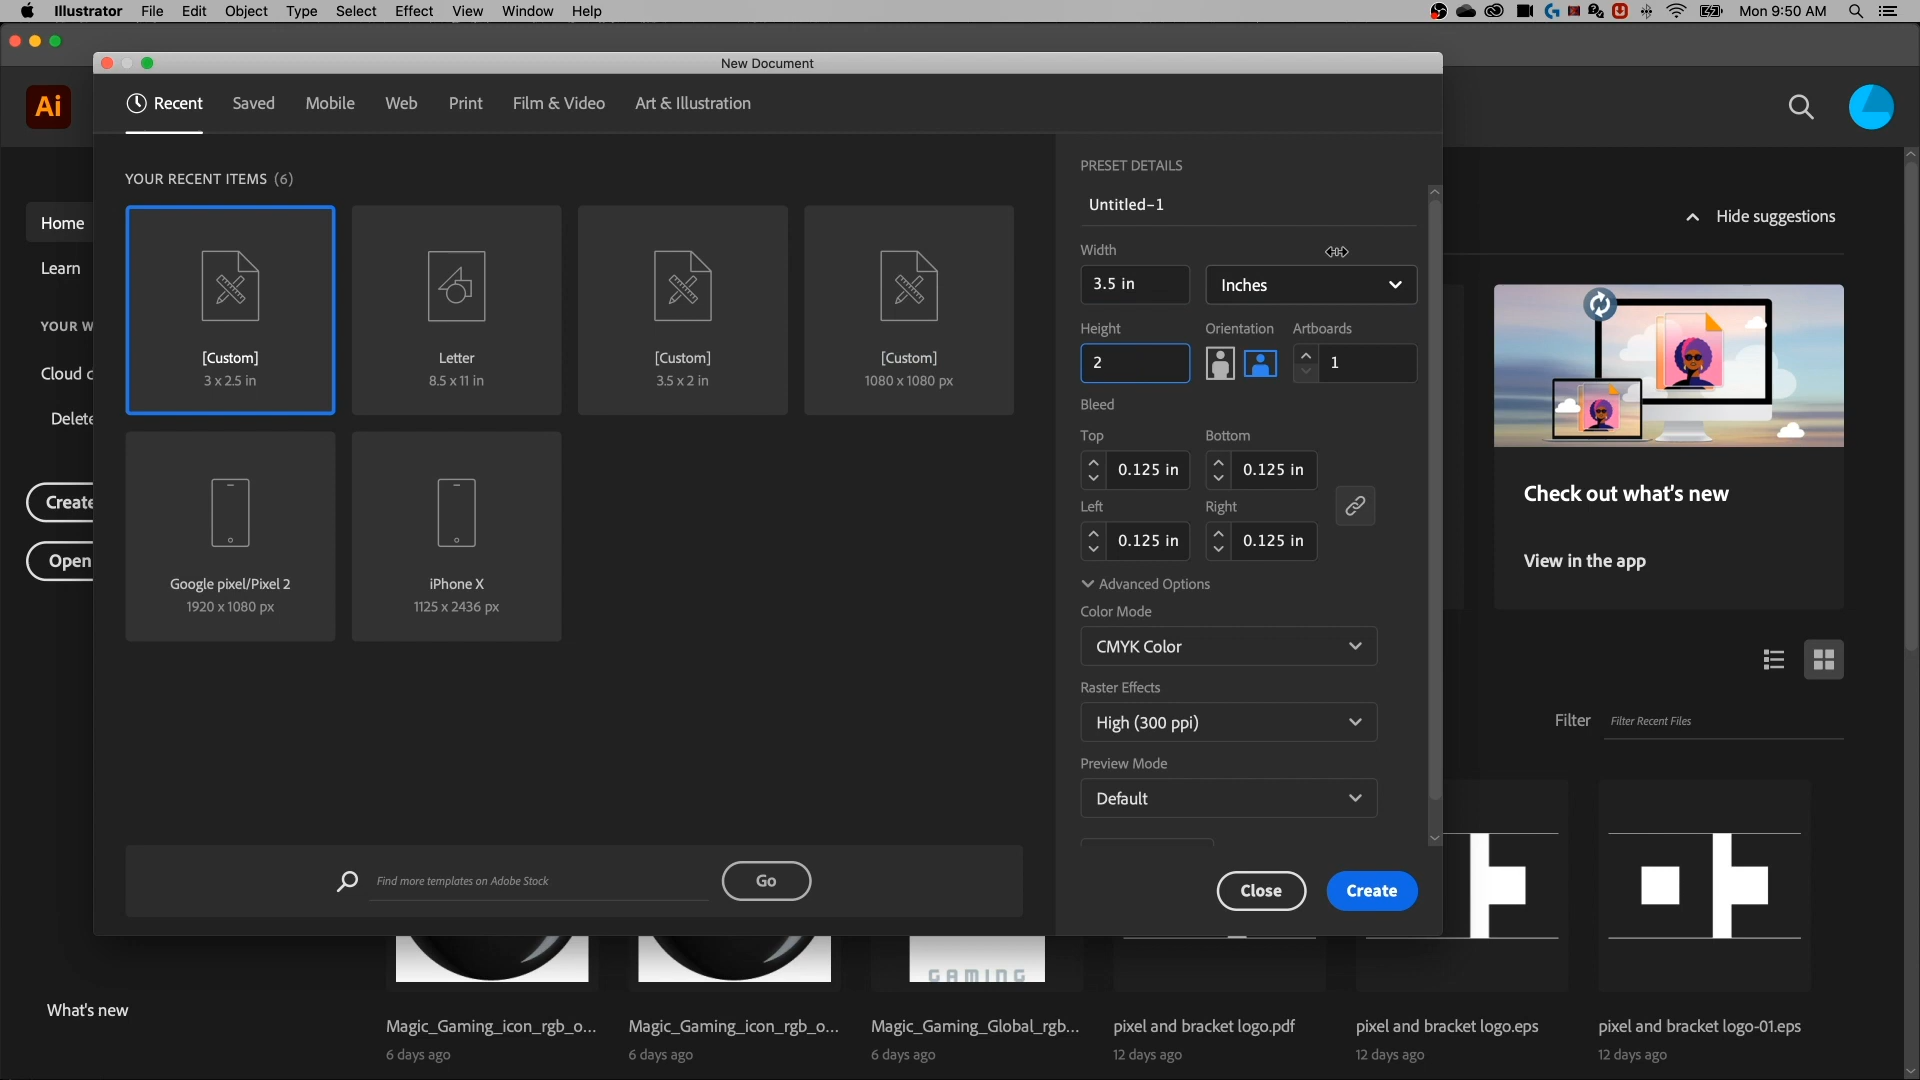 Illustrator File Edit Object Type Select Effect View Window Help
Mon 9:50 AM
New Document
Ai
Recent Saved Mobile Web Print Film & Video Art & Illustration
YOUR RECENT ITEMS (6)
[Custom]
3 x 2.5 in
Letter
8.5 x 11 in
[Custom]
3.5 x 2 in
[Custom]
1080 x 1080 px
Google pixel/Pixel 2
1920 x 1080 px
iPhone X
1125 x 2436 px
Find more templates on Adobe Stock
Go
PRESET DETAILS
Untitled-1
Width
3.5 in
Inches
Height Orientation Artboards
2
1
Bleed
Top Bottom
0.125 in 0.125 in
Left Right
0.125 in 0.125 in
Advanced Options
Color Mode
CMYK Color
Raster Effects
High (300 ppi)
Preview Mode
Default
Close Create
Home
Learn
YOUR W
Cloud c
Delete
Create
Open
What's new
Hide suggestions
Check out what's new
View in the app
Filter Filter Recent Files
GAMING
Magic_Gaming_icon_rgb_o...
6 days ago
Magic_Gaming_icon_rgb_o...
6 days ago
Magic_Gaming_Global_rgb...
6 days ago
pixel and bracket logo.pdf
12 days ago
pixel and bracket logo.eps
12 days ago
pixel and bracket logo-01.eps
12 days ago